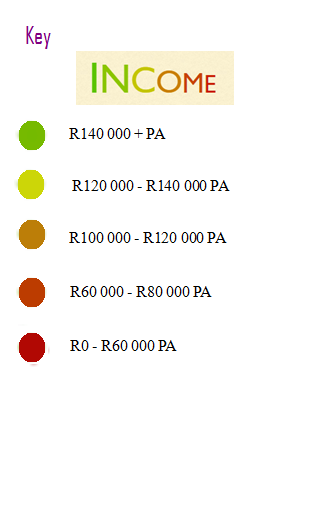 Key
INCOME
R140 000 + PA
R120 000 - R140 000 PA
R100 000 - R120 000 PA
R60 000 - R80 000 PA
R0 - R60 000 PA